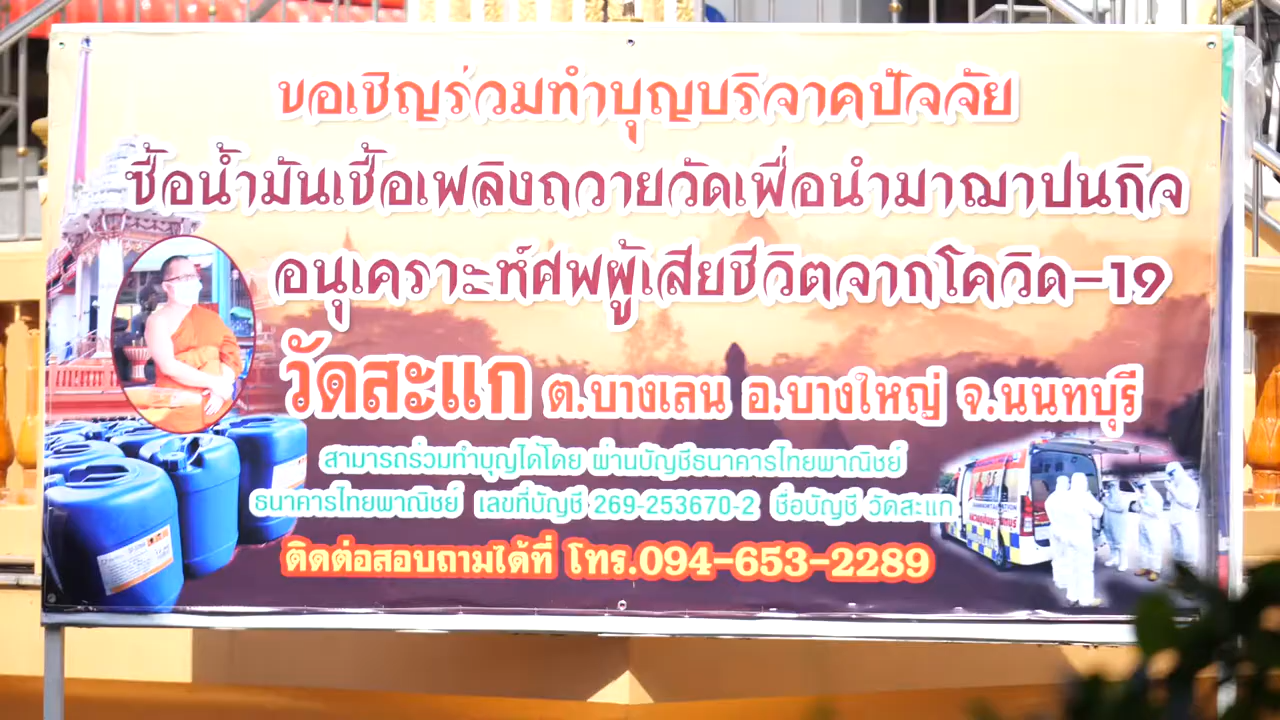 ขอเชิญร่วมทำบุญบริจาคปัจจัย
ซื้อน้ำมันเชื้อเพลิงถวายวัดเพื่อนำมาฌาปนกิจ
อนุเคราะห์ศพผู้เสียชีวิตจากโควิด-19
วัดสะแก ต.บางเลน อ.บางใหญ่ จ.นนทบุรี
สามารถร่วมทำบุญได้โดย ผ่านบัญชีธนาคารไทยพาณิชย์
ธนาคารไทยพาณิชย์ เลขที่บัญชี 269-253670-2 ชื่อบัญชี วัดสะแก
ติดต่อสอบถามได้ที่ โทร.094-653-2289